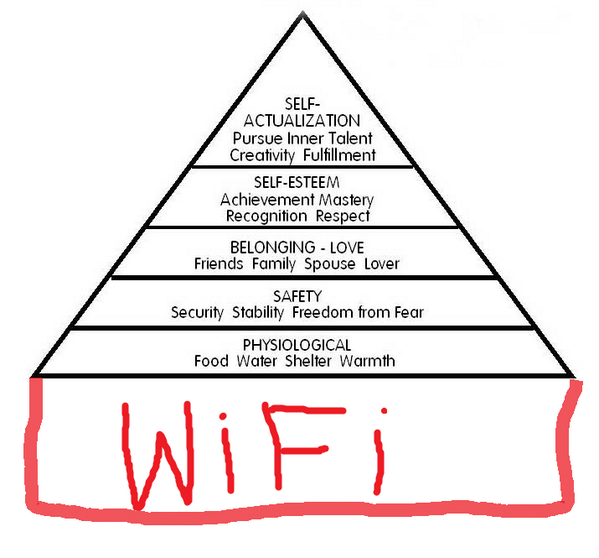 SELF-
ACTUALIZATION
Pursue Inner Talent
Creativity Fulfillment
SELF-ESTEEM
Achievement Mastery
Recognition Respect
BELONGING - LOVE
Friends Family Spouse Lover
SAFETY
Security Stability Freedom from Fear
PHYSIOLOGICAL
Food Water Shelter Warmth
WiFi